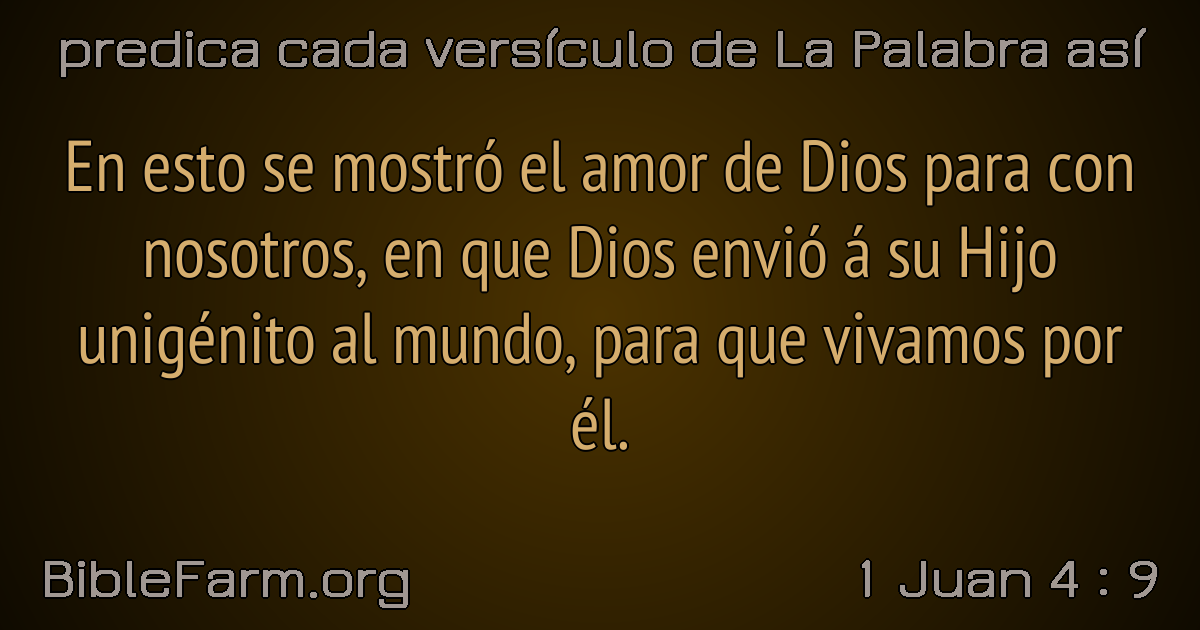 predica cada versículo de La Palabra así
En esto se mostró el amor de Dios para con
nosotros, en que Dios envió á su Hijo
unigénito al mundo, para que vivamos por
él.
BibleFarm.org
1 Juan 4 : 9